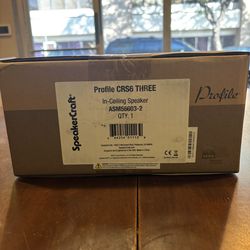 Profile CRS6 THREE
In-Ceiling Speaker
ASM56603-2
QTY. 1
SpeakerCraft®
Profile